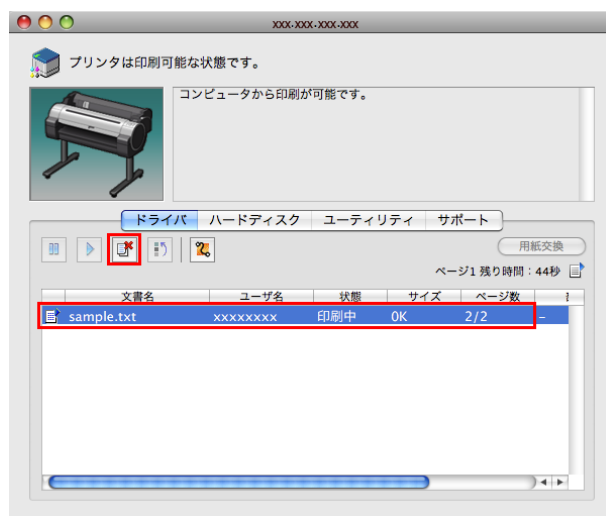 xxx.xxx.xxx.xxx
プリンタは印刷可能な状態です。
コンピュータから印刷が可能です。
ドライバ ハードディスク ユーティリティ サポート
用紙交換
ページ1 残り時間：44秒
文書名 ユーザ名 状態 サイズ ページ数
sample.txt xxxxxxxx 印刷中 0K 2/2 –